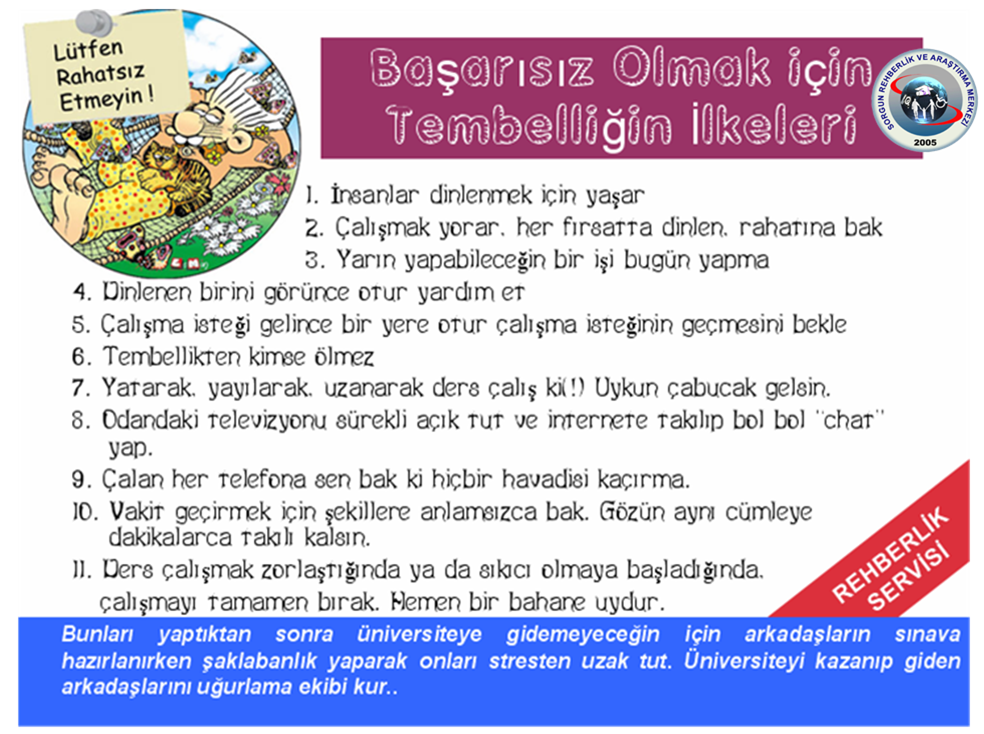 Lütfen
Rahatsız
Etmeyin !
Başarısız Olmak için
Tembelliğin İlkeleri
SORGUN REHBERLİK VE ARAŞTIRMA MERKEZİ
2005
1. İnsanlar dinlenmek için yaşar
2. Çalışmak yorar, her fırsatta dinlen, rahatına bak
3. Yarın yapabileceğin bir işi bugün yapma
4. Dinlenen birini görünce otur yardım et
5. Çalışma isteği gelince bir yere otur çalışma isteğinin geçmesini bekle
6. Tembellikten kimse ölmez
7. Yatarak, yayılarak, uzanarak ders çalış ki(!) Uykun çabucak gelsin.
8. Odandaki televizyonu sürekli açık tut ve internete takılıp bol bol "chat"
yap.
9. Çalan her telefona sen bak ki hiçbir havadisi kaçırma.
10. Vakit geçirmek için şekillere anlamsızca bak. Gözün aynı cümleye
dakikalarca takılı kalsın.
11. Ders çalışmak zorlaştığında ya da sıkıcı olmaya başladığında,
çalışmayı tamamen bırak. Hemen bir bahane uydur.
REHBERLİK
SERVİSİ
Bunları yaptıktan sonra üniversiteye gidemeyeceğin için arkadaşların sınava
hazırlanırken şaklabanlık yaparak onları stresten uzak tut. Üniversiteyi kazanıp giden
arkadaşlarını uğurlama ekibi kur..